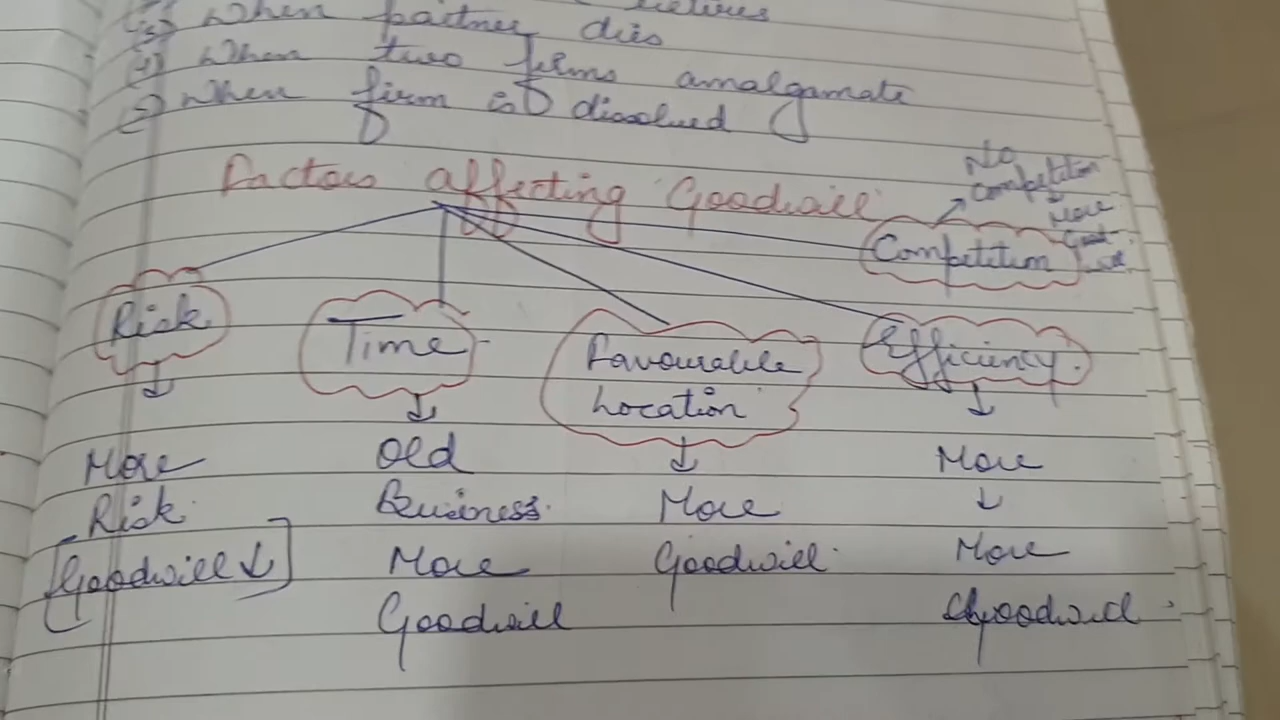 (3) When partner dies
(4) When two firms amalgamate
(5) When firm is dissolved
Factors affecting Goodwill
No
Competition
More
Competition
Risk
Time
Favourable
Location
Efficiency
More
Risk
Goodwill ↓
Old
Business
More
Goodwill
More
Goodwill
More
More
Goodwill